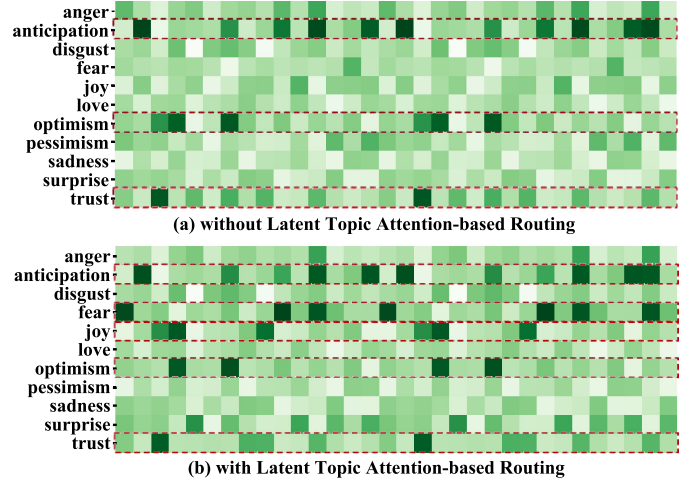 anger
anticipation
disgust
fear
joy
love
optimism
pessimism
sadness
surprise
trust
(a) without Latent Topic Attention-based Routing
anger
anticipation
disgust
fear
joy
love
optimism
pessimism
sadness
surprise
trust
(b) with Latent Topic Attention-based Routing